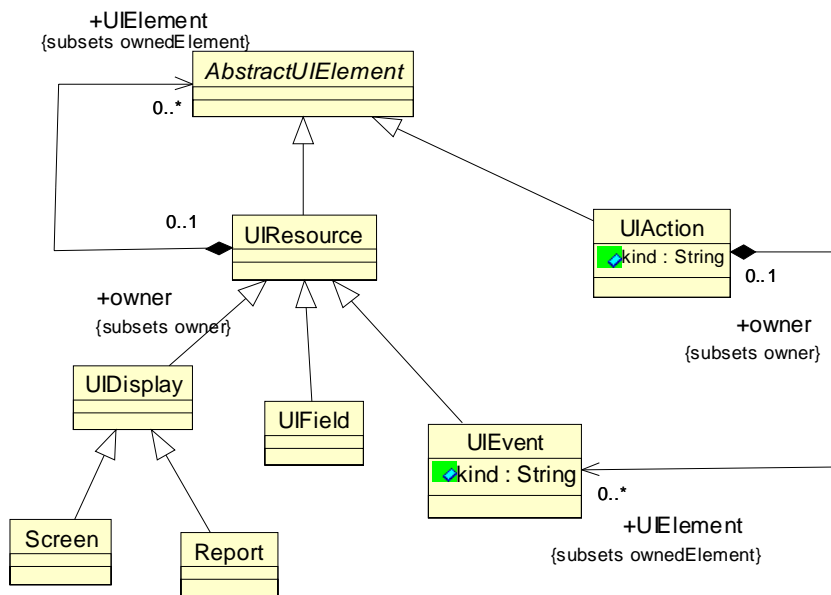 +UIElement
{subsets ownedElement}
AbstractUIElement
0..*
0..1
UIResource
UIAction
kind : String
0..1
+owner
{subsets owner}
+owner
{subsets owner}
UIDisplay
UIField
UIEvent
kind : String
0..*
+UIElement
{subsets ownedElement}
Screen
Report